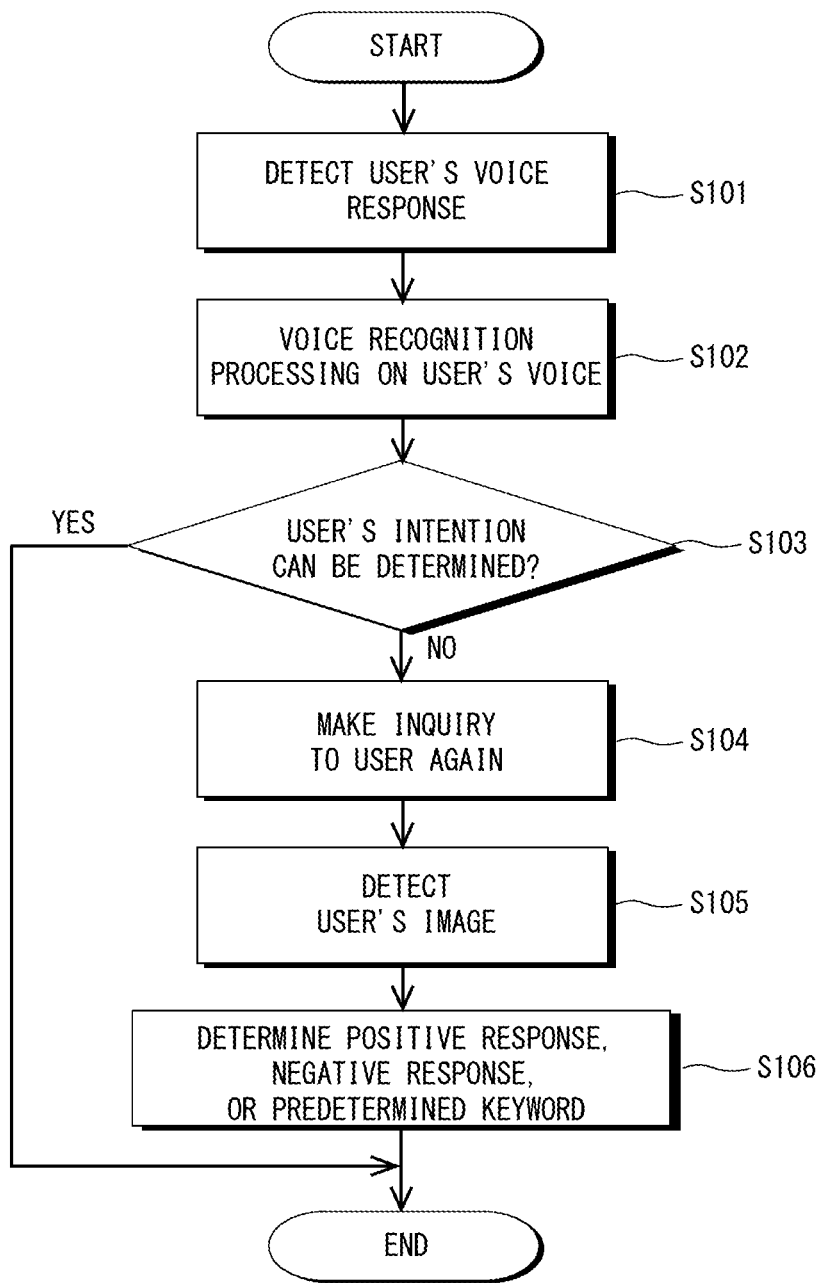 START
DETECT USER'S VOICE
RESPONSE
S101
VOICE RECOGNITION
PROCESSING ON USER'S VOICE
S102
YES
USER'S INTENTION
CAN BE DETERMINED?
S103
NO
MAKE INQUIRY
TO USER AGAIN
S104
DETECT
USER'S IMAGE
S105
DETERMINE POSITIVE RESPONSE,
NEGATIVE RESPONSE,
OR PREDETERMINED KEYWORD
S106
END